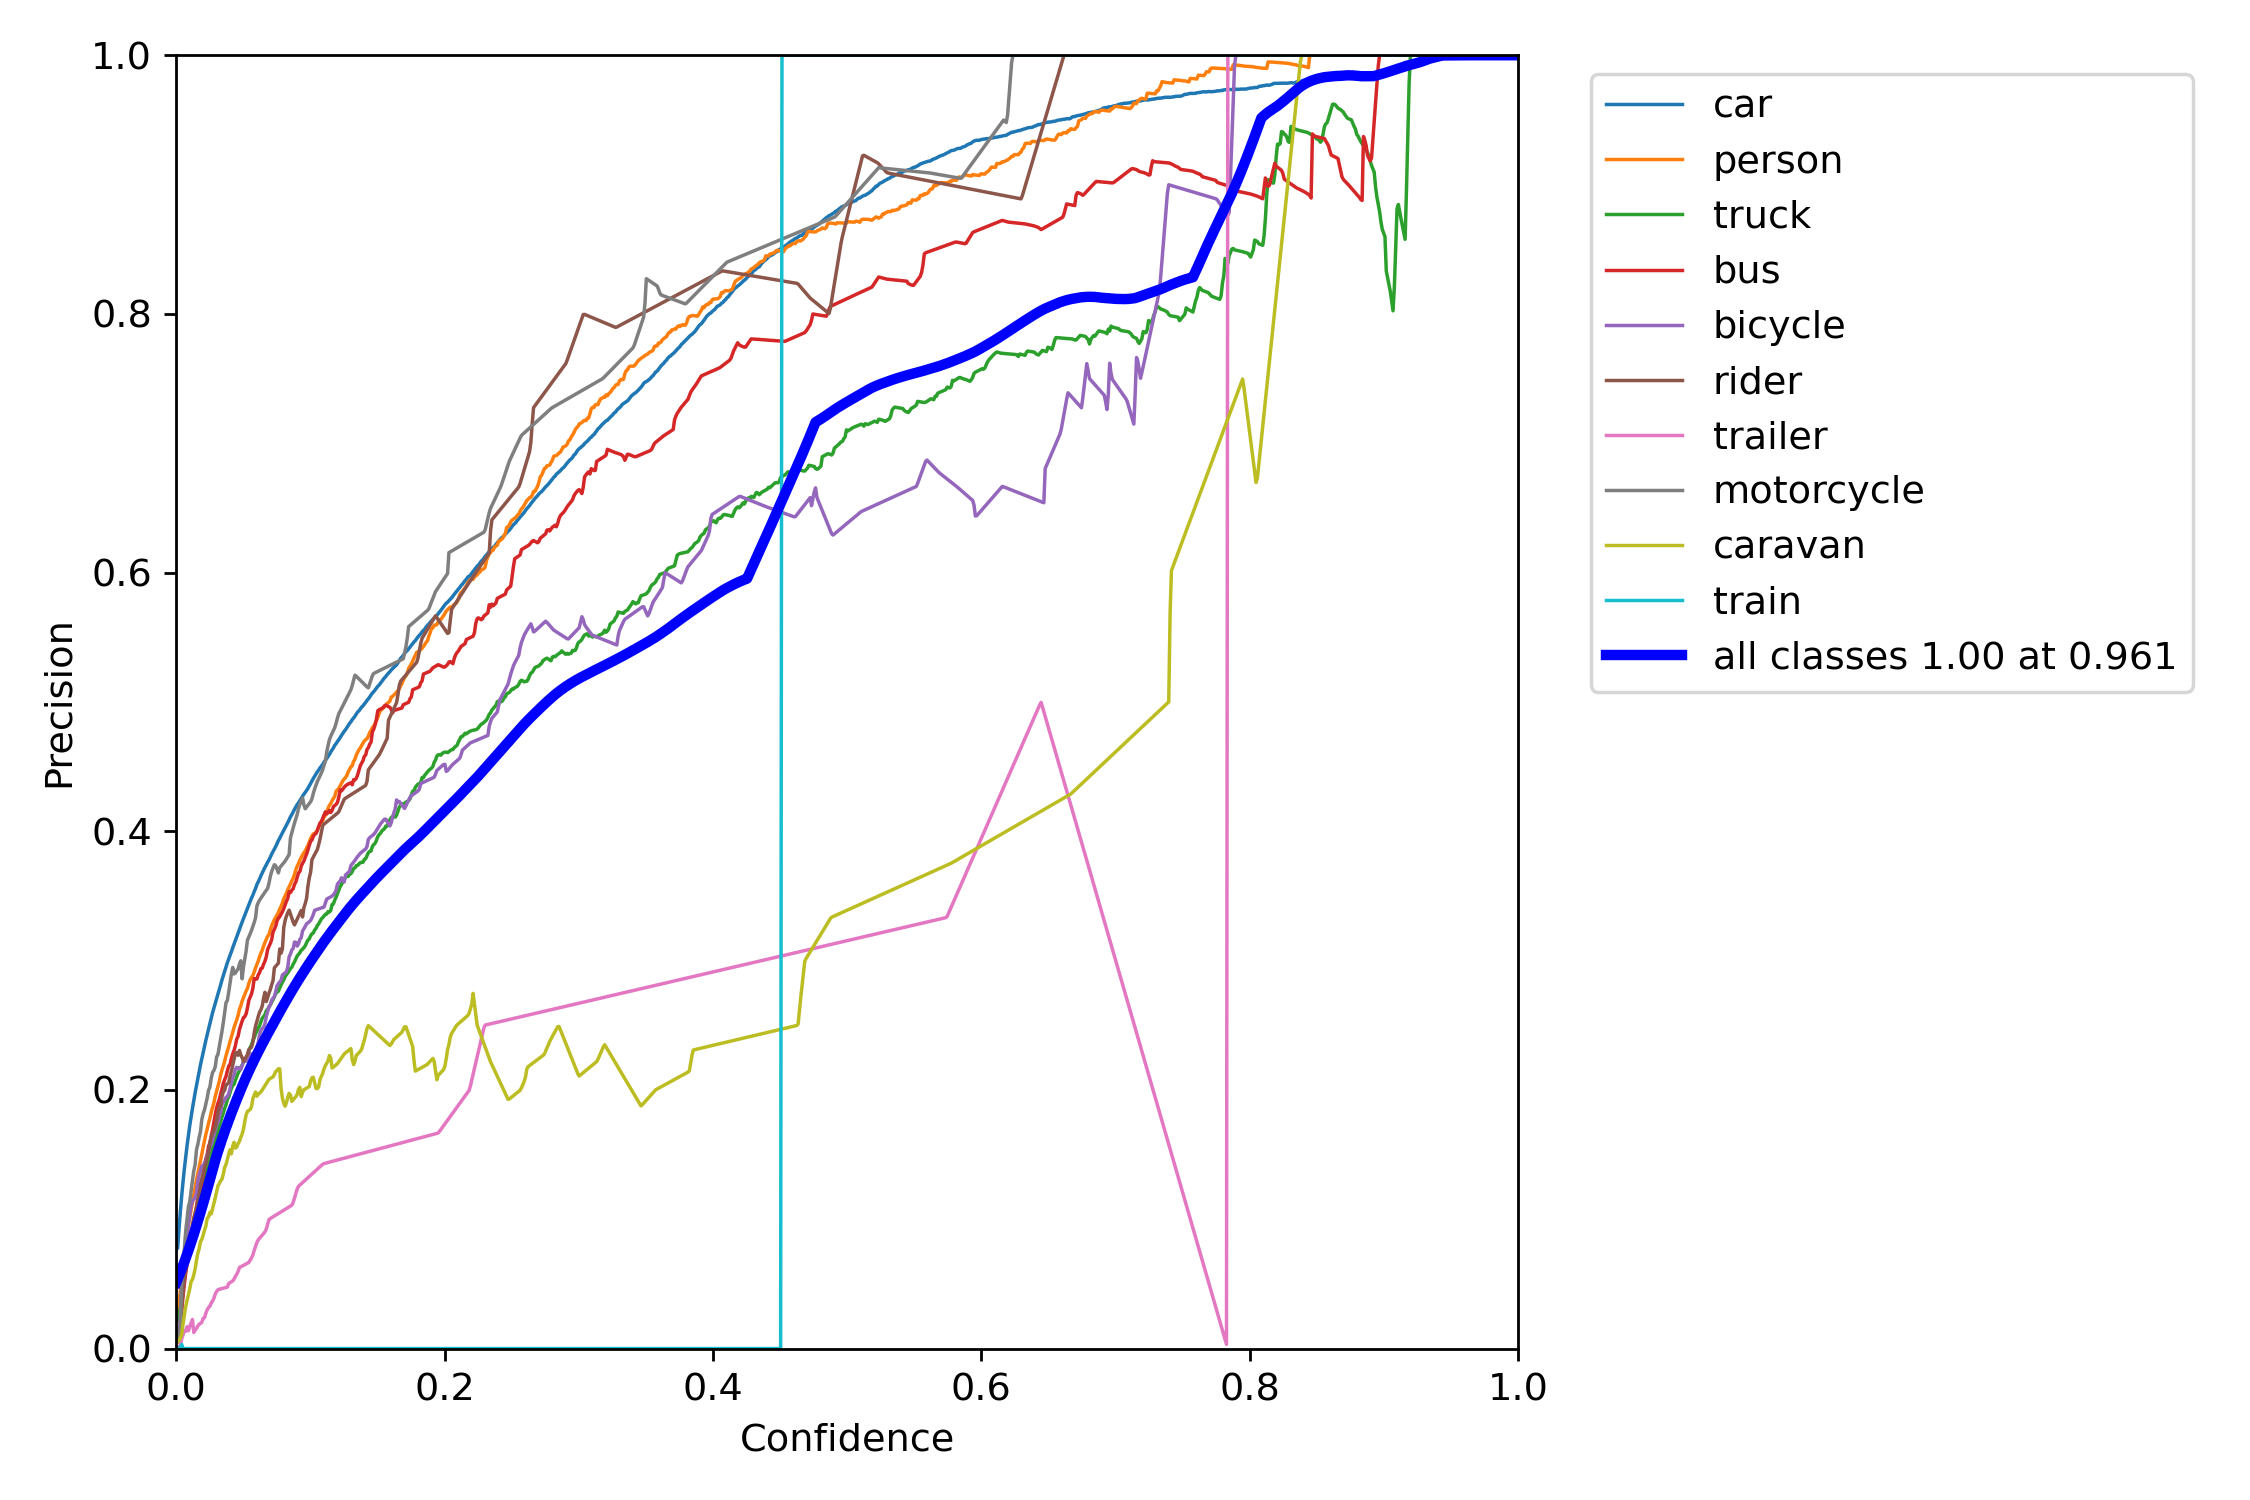 1.0
0.8
0.6
0.4
0.2
0.0
Precision
0.0 0.2 0.4 0.6 0.8 1.0
Confidence
car
person
truck
bus
bicycle
rider
trailer
motorcycle
caravan
train
all classes 1.00 at 0.961